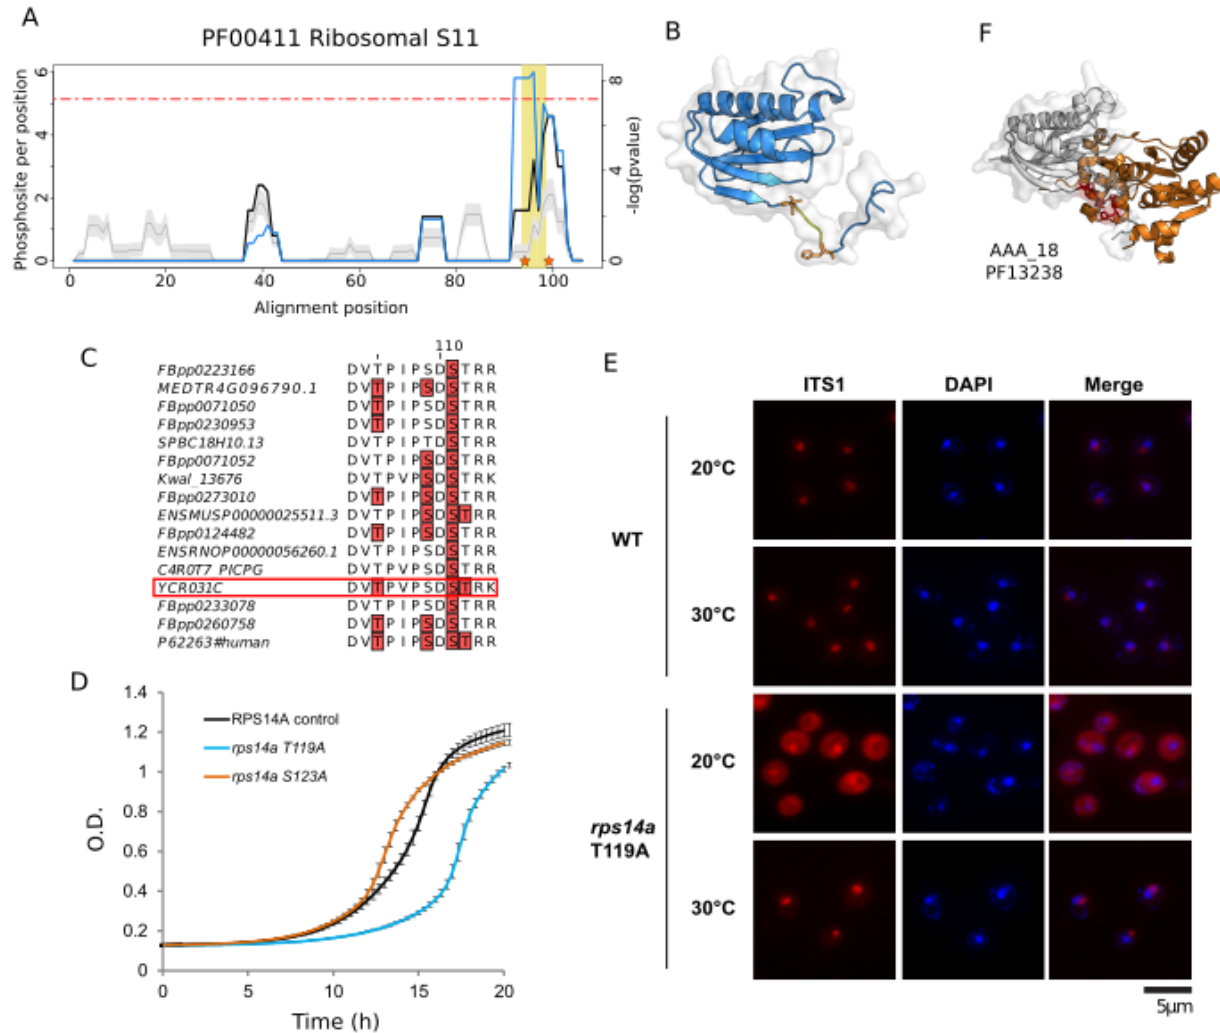 A
PF00411 Ribosomal S11
Phosphosite per position
6
4
2
0
8
6
4
2
0
-log(pvalue)
0 20 40 60 80 100
Alignment position
B
F
AAA_18
PF13238
C
110
FBpp0223166 DVTPIPSDSTRR
MEDTR4G096790.1 DVTPIPSDSTRR
FBpp0071050 DVTPIPSDSTRR
FBpp0230953 DVTPIPSDSTRR
SPBC18H10.13 DVTPIPTDSTRR
FBpp0071052 DVTPIPSDSTRR
Kwal_13676 DVTPVPSDSTRK
FBpp0273010 DVTPIPSDSTRR
ENSMUSP00000025511.3 DVTPIPSDSTRR
FBpp0124482 DVTPIPSDSTRR
ENSRNOP00000056260.1 DVTPIPSDSTRR
C4R0T7_PICPG DVTPVPSDSTRR
YCR031C DVTPVPSDSTRK
FBpp0233078 DVTPIPSDSTRR
FBpp0260758 DVTPIPSDSTRR
P62263#human DVTPIPSDSTRR
D
O.D.
1.4
1.2
1
0.8
0.6
0.4
0.2
0
RPS14A control
rps14a T119A
rps14a S123A
0 5 10 15 20
Time (h)
E
ITS1 DAPI Merge
WT
20°C
30°C
rps14a
T119A
20°C
30°C
5μm